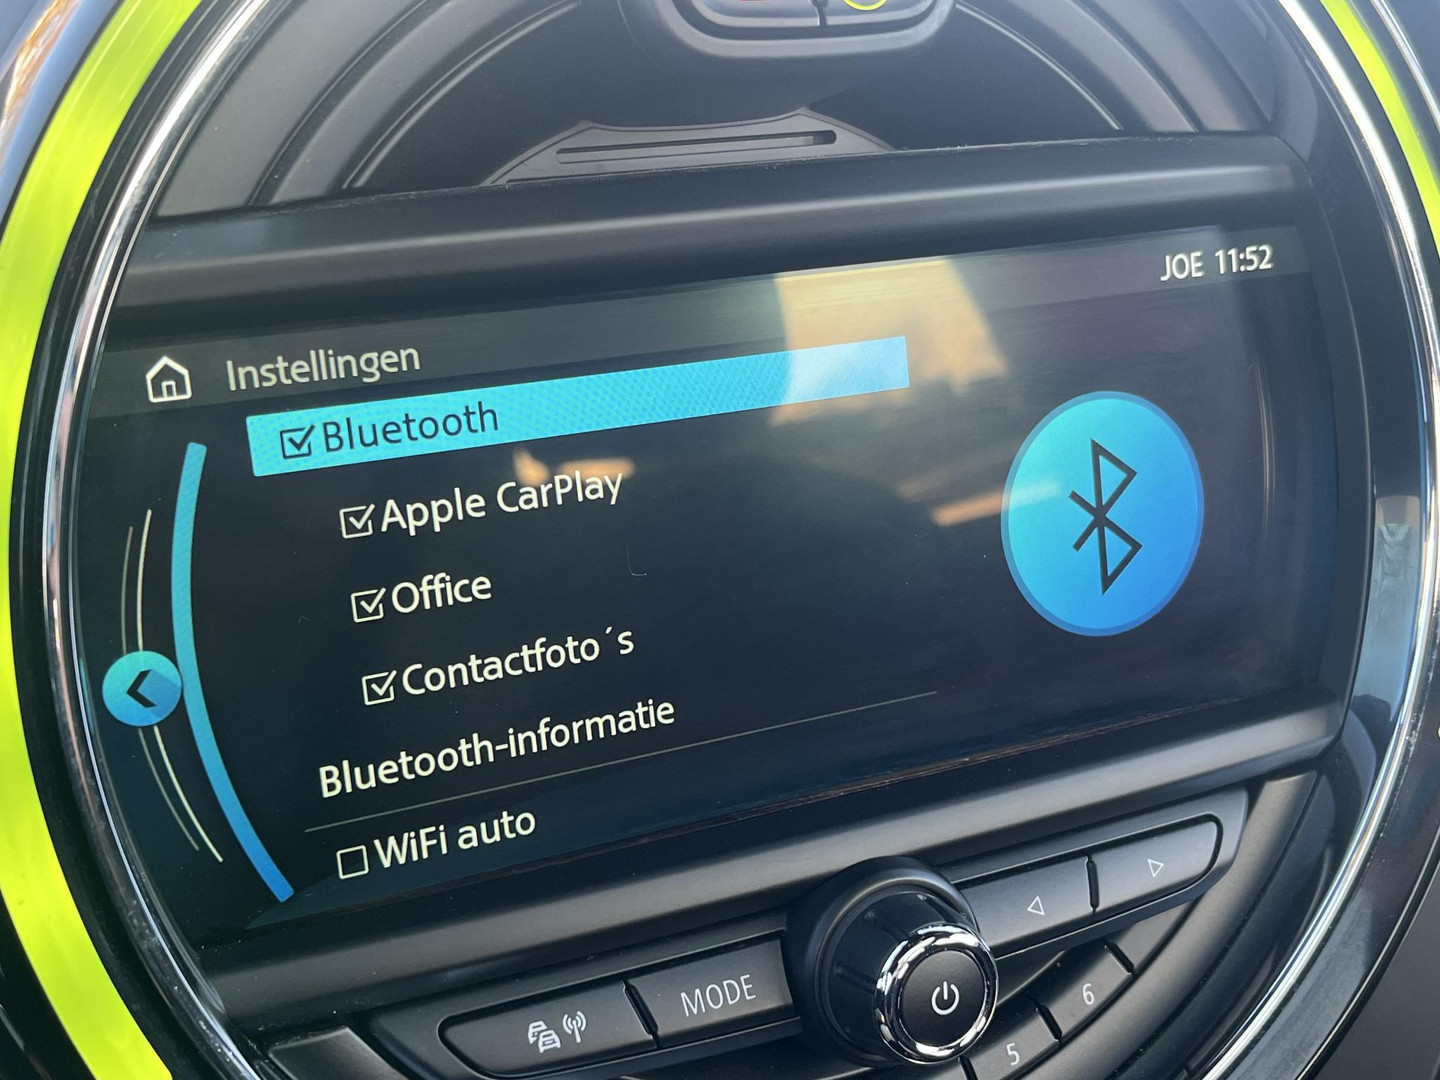 JOE 11:52
Instellingen
Bluetooth
Apple CarPlay
Office
Contactfoto´s
Bluetooth-informatie
WiFi auto
MODE
5
6